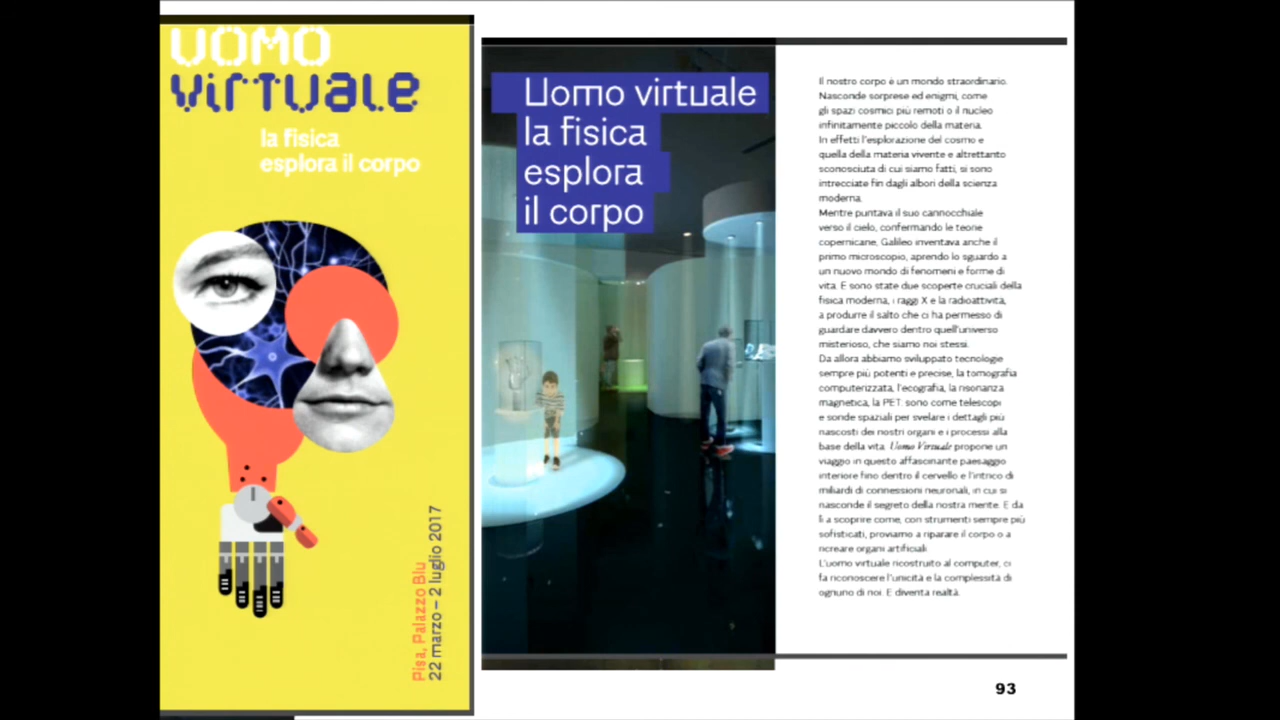 UOMO
virtuale
la fisica
esplora il corpo
Pisa, Palazzo Blu
22 marzo – 2 luglio 2017
Uomo virtuale
la fisica
esplora
il corpo
Il nostro corpo è un mondo straordinario.
Nasconde sorprese ed enigmi, come
gli spazi cosmici più remoti o il nucleo
infinitamente piccolo della materia.
In effetti l'esplorazione del cosmo e
quella della materia vivente e altrettanto
sconosciuta di cui siamo fatti, si sono
intrecciate fin dagli albori della scienza
moderna.
Mentre puntava il suo cannocchiale
verso il cielo, confermando le teorie
copernicane, Galileo inventava anche il
primo microscopio, aprendo lo sguardo a
un nuovo mondo di fenomeni e forme di
vita. E sono state due scoperte cruciali della
fisica moderna, i raggi X e la radioattività,
a produrre il salto che ci ha permesso di
guardare davvero dentro quell'universo
misterioso, che siamo noi stessi.
Da allora abbiamo sviluppato tecnologie
sempre più potenti e precise, la tomografia
computerizzata, l'ecografia, la risonanza
magnetica, la PET: sono come telescopi
e sonde spaziali per svelare i dettagli più
nascosti dei nostri organi e i processi alla
base della vita. Uomo Virtuale propone un
viaggio in questo affascinante paesaggio
interiore fino dentro il cervello e l'intrico di
miliardi di connessioni neuronali, in cui si
nasconde il segreto della nostra mente. E da
lì a scoprire come, con strumenti sempre più
sofisticati, proviamo a riparare il corpo o a
ricreare organi artificiali
L'uomo virtuale ricostruito al computer, ci
fa riconoscere l'unicità e la complessità di
ognuno di noi. E diventa realtà.
93